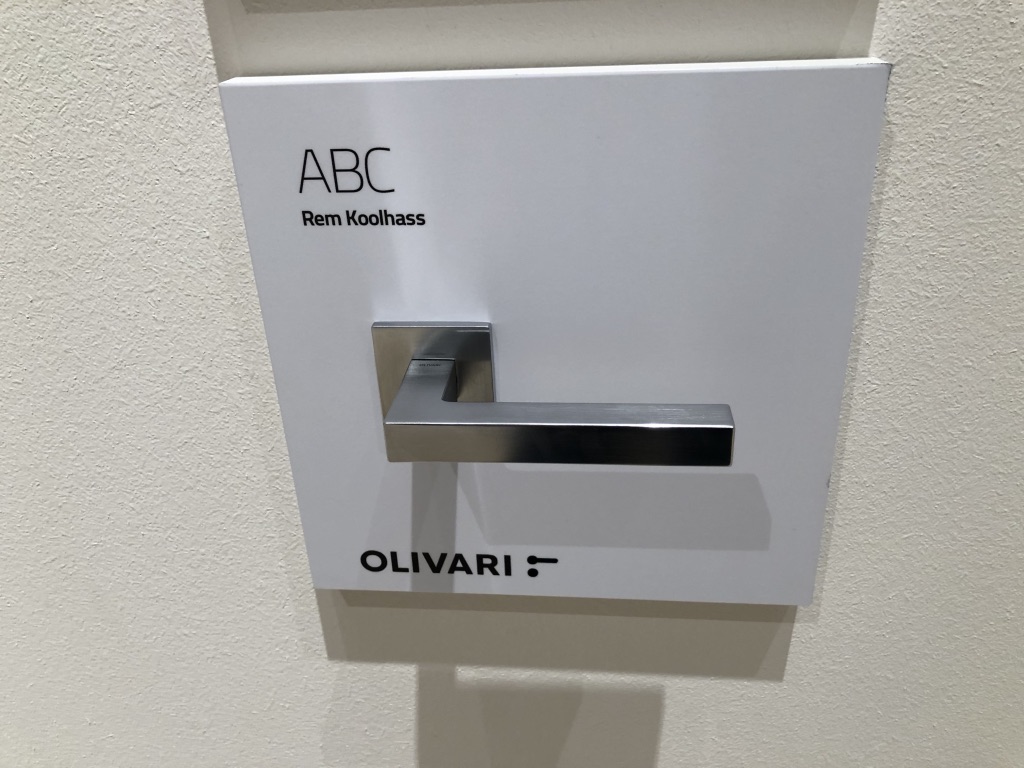 ABC
Rem Koolhass
OLIVARI